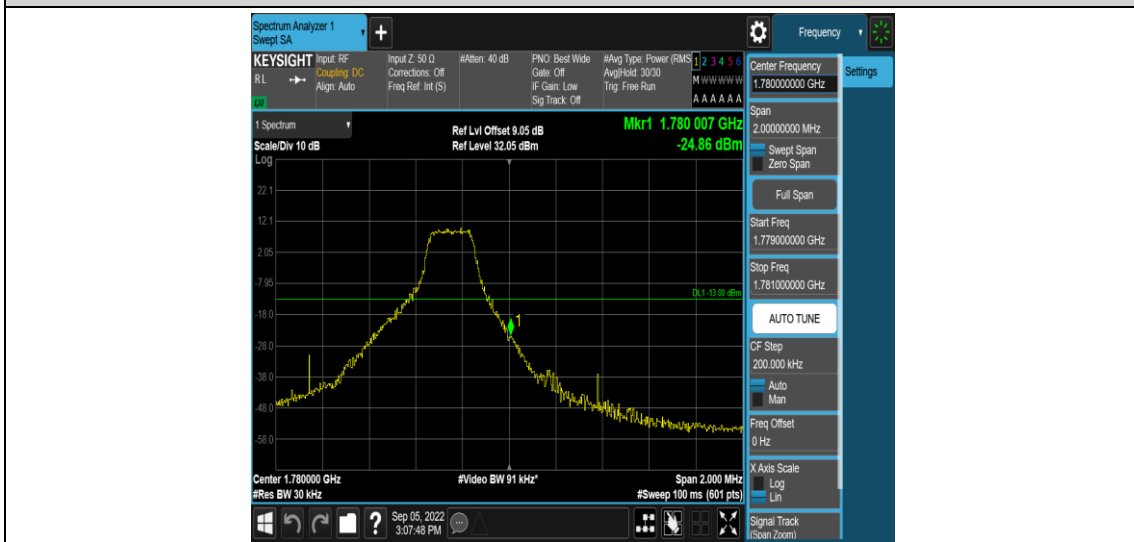 Spectrum Analyzer 1
Swept SA
+
Frequency
KEYSIGHT
RL
Input: RF
Coupling: DC
Align: Auto
Input Z: 50 Ω
Corrections: Off
Freq Ref: Int (S)
#Atten: 40 dB
PNO: Best Wide
Gate: Off
IF Gain: Low
Sig Track: Off
#Avg Type: Power (RMS
Avg|Hold: 30/30
Trig: Free Run
1 2 3 4 5 6
M W W W W W
A A A A A A
1 Spectrum
Scale/Div 10 dB
Log
Ref Lvl Offset 9.05 dB
Ref Level 32.05 dBm
Mkr1 1.780 007 GHz
-24.86 dBm
22.1
12.1
2.05
-7.95
DL1 -13.00 dBm
-18.0
1
-28.0
-38.0
-48.0
-58.0
Center 1.780000 GHz
#Res BW 30 kHz
#Video BW 91 kHz*
Span 2.000 MHz
#Sweep 100 ms (601 pts)
?
Sep 05, 2022
3:07:48 PM
Center Frequency
1.780000000 GHz
Settings
Span
2.00000000 MHz
Swept Span
Zero Span
Full Span
Start Freq
1.779000000 GHz
Stop Freq
1.781000000 GHz
AUTO TUNE
CF Step
200.000 kHz
Auto
Man
Freq Offset
0 Hz
X Axis Scale
Log
Lin
Signal Track
(Span Zoom)